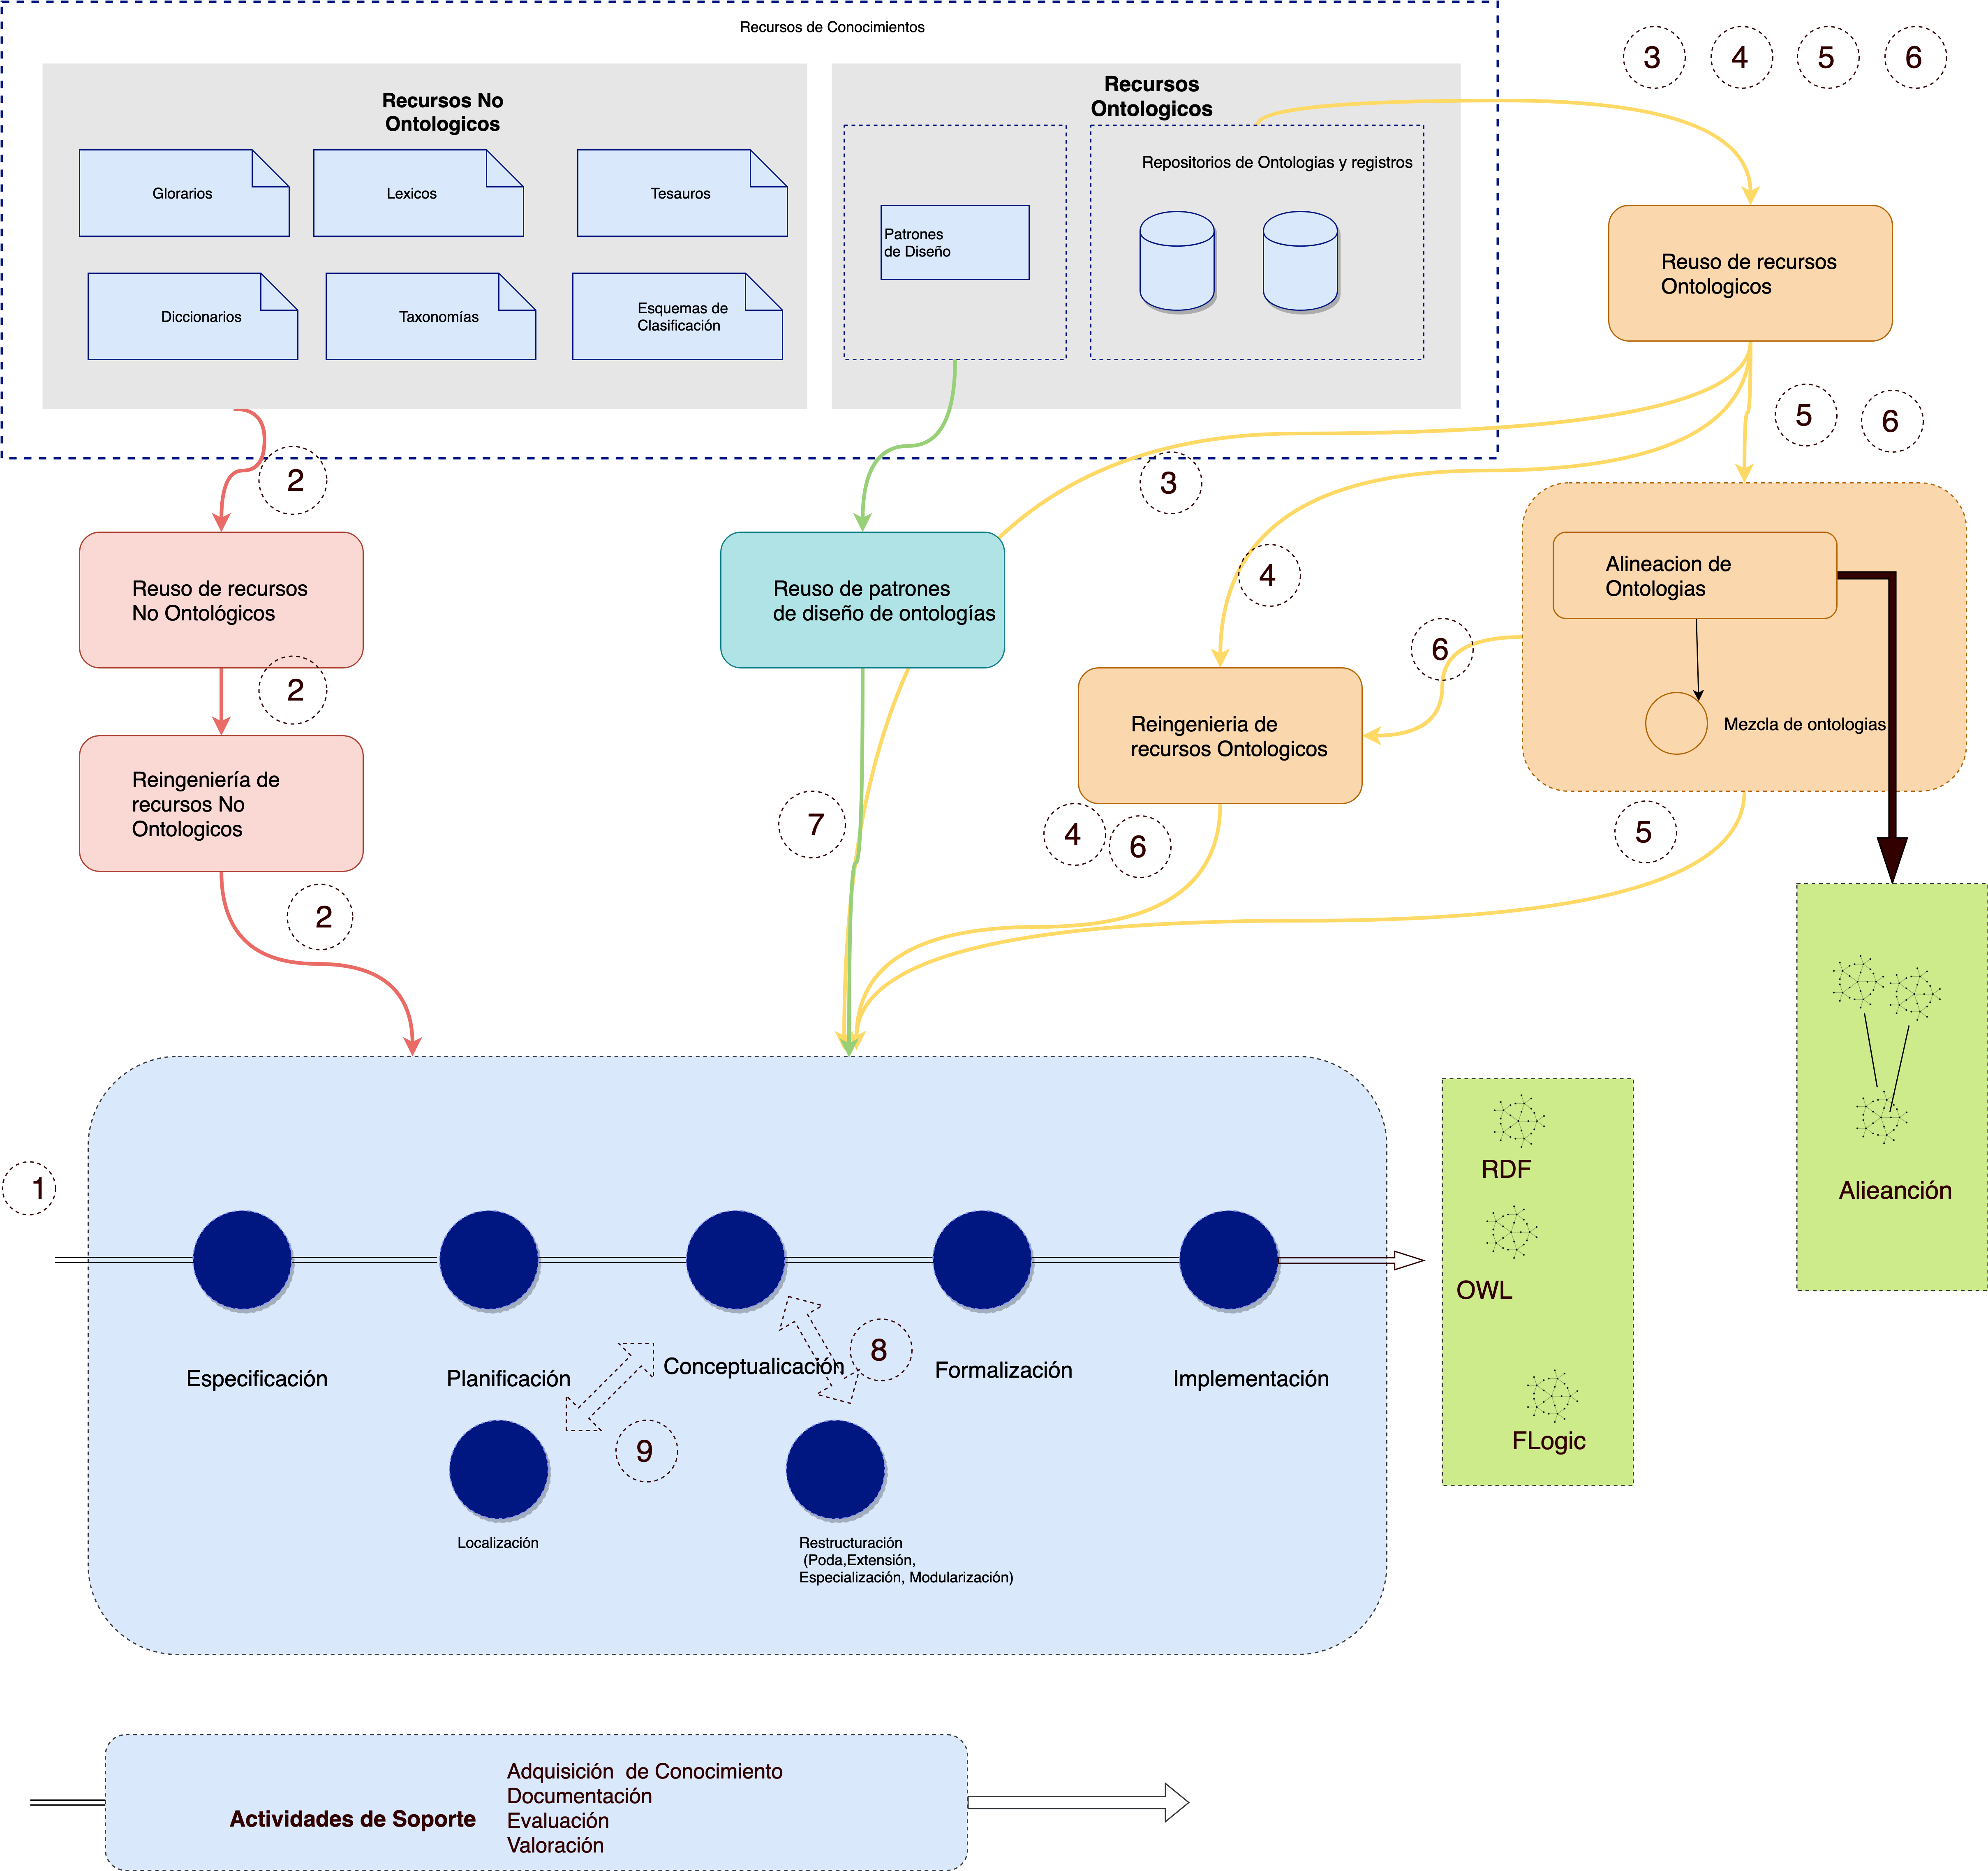 Recursos de Conocimientos
3 4 5 6
Recursos No
Ontologicos
Glorarios
Lexicos
Tesauros
Diccionarios
Taxonomías
Esquemas de
Clasificación
Recursos
Ontologicos
Patrones
de Diseño
Repositorios de Ontologias y registros
Reuso de recursos
Ontologicos
5 6
2
3
4
Reuso de recursos
No Ontológicos
Reuso de patrones
de diseño de ontologías
Alineacion de
Ontologias
Mezcla de ontologias
6
2
Reingenieria de
recursos Ontologicos
Reingeniería de
recursos No
Ontologicos
7
4 6
5
2
1
Especificación
Planificación
Conceptualicación
Formalización
Implementación
8
9
Localización
Restructuración
(Poda,Extensión,
Especialización, Modularización)
RDF
OWL
FLogic
Alieanción
Actividades de Soporte
Adquisición de Conocimiento
Documentación
Evaluación
Valoración